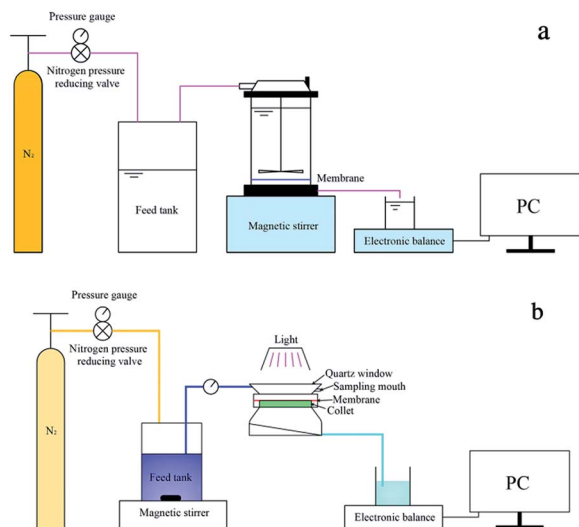 Pressure gauge
a
Nitrogen pressure
reducing valve
N₂
Feed tank
Membrane
Magnetic stirrer
Electronic balance
PC
b
Pressure gauge
Nitrogen pressure
reducing valve
Light
Quartz window
Sampling mouth
Membrane
Collet
N₂
Feed tank
Magnetic stirrer
Electronic balance
PC